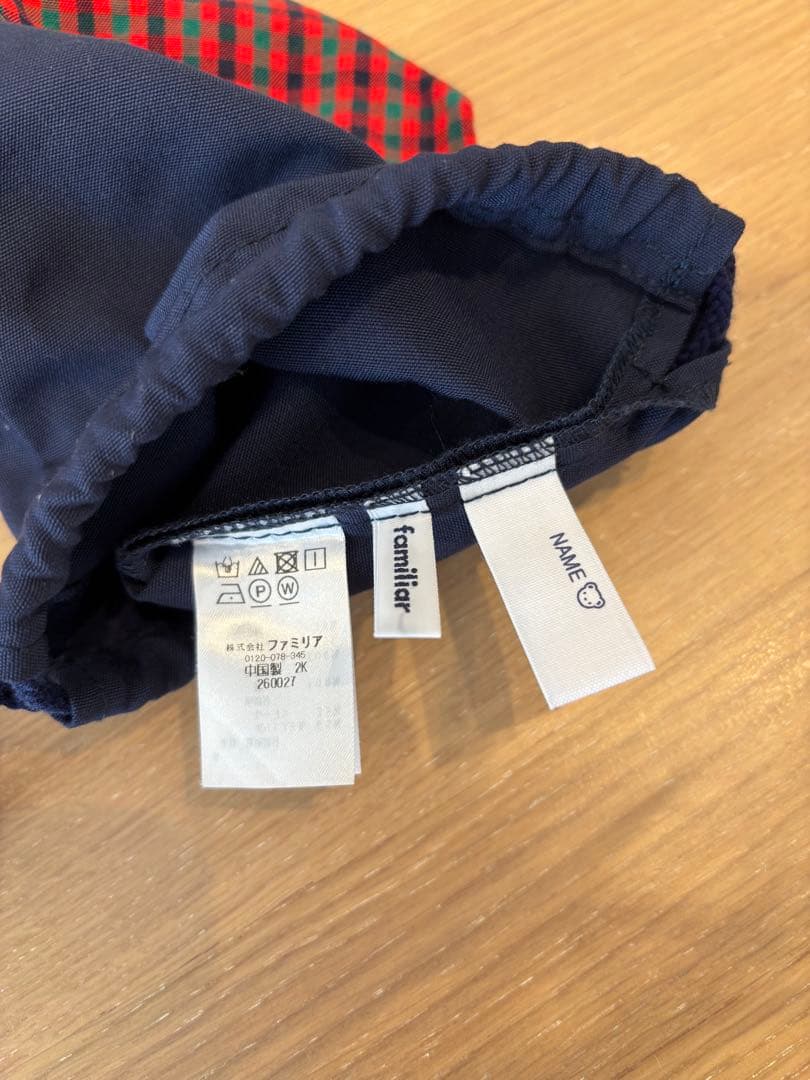 P W
株式会社 ファミリア
0120-078-345
中国製 2K
260027
familiar
NAME